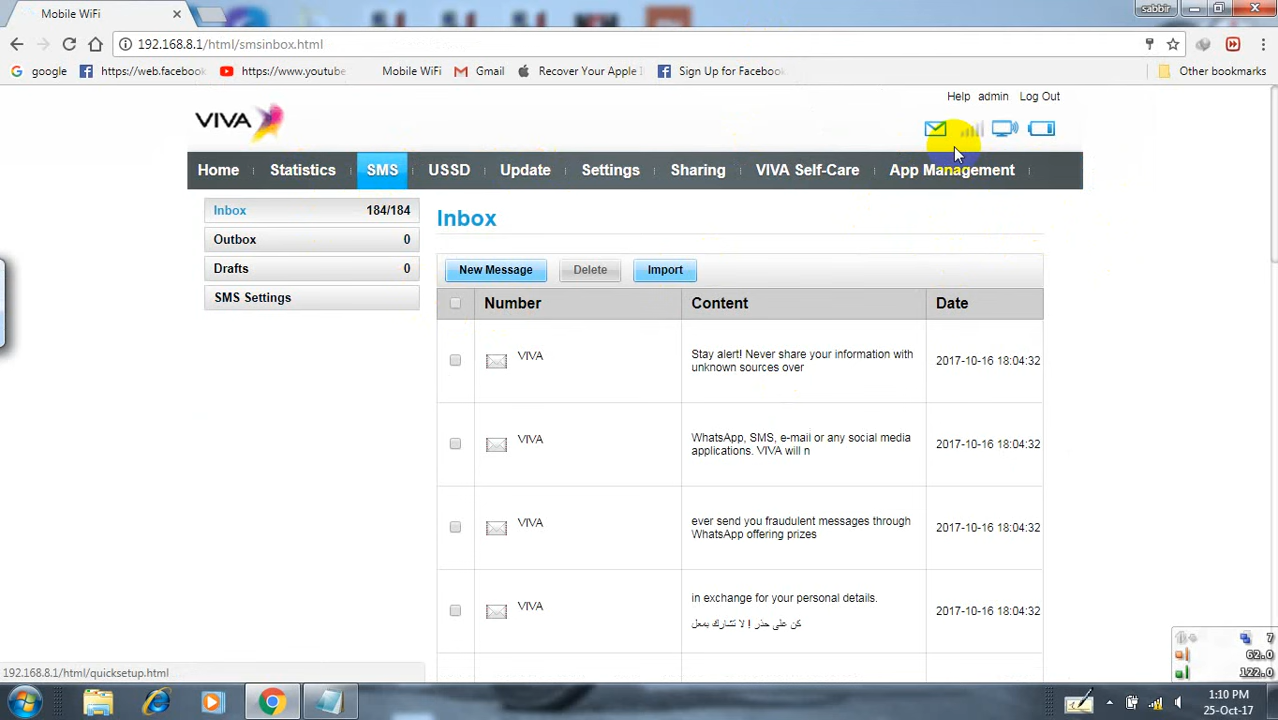 Mobile WiFi
sabbir
192.168.8.1/html/smsinbox.html
google
https://web.facebook
https://www.youtube
Mobile WiFi
Gmail
Recover Your Apple I
Sign Up for Facebook
Other bookmarks
Help admin Log Out
VIVA
Home Statistics SMS USSD Update Settings Sharing VIVA Self-Care App Management
Inbox 184/184
Outbox 0
Drafts 0
SMS Settings
Inbox
New Message Delete Import
Number Content Date
VIVA
Stay alert! Never share your information with
unknown sources over
2017-10-16 18:04:32
VIVA
WhatsApp, SMS, e-mail or any social media
applications. VIVA will n
2017-10-16 18:04:32
VIVA
ever send you fraudulent messages through
WhatsApp offering prizes
2017-10-16 18:04:32
VIVA
in exchange for your personal details.
كن على حذر ! لا تشارك بمعل
2017-10-16 18:04:32
7
62.0
122.0
192.168.8.1/html/quicksetup.html
1:10 PM
25-Oct-17